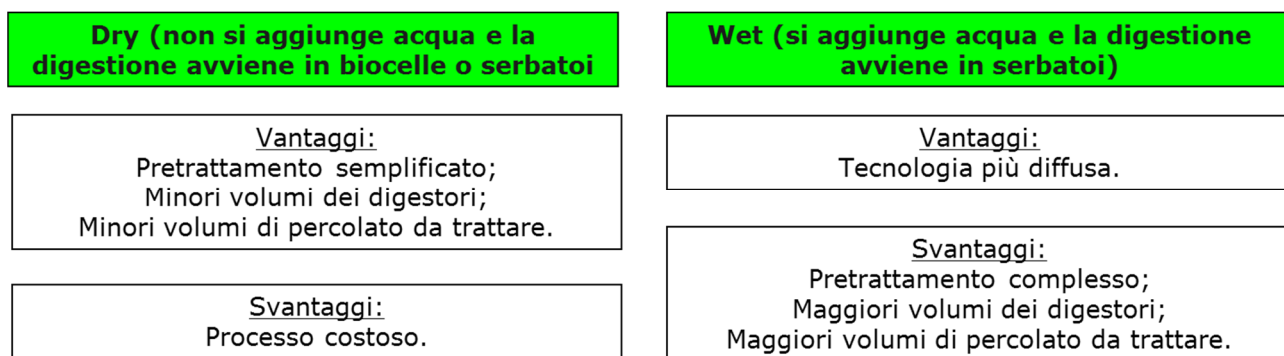 Dry (non si aggiunge acqua e la
digestione avviene in biocelle o serbatoi
Vantaggi:
Pretrattamento semplificato;
Minori volumi dei digestori;
Minori volumi di percolato da trattare.
Svantaggi:
Processo costoso.
Wet (si aggiunge acqua e la digestione
avviene in serbatoi)
Vantaggi:
Tecnologia più diffusa.
Svantaggi:
Pretrattamento complesso;
Maggiori volumi dei digestori;
Maggiori volumi di percolato da trattare.